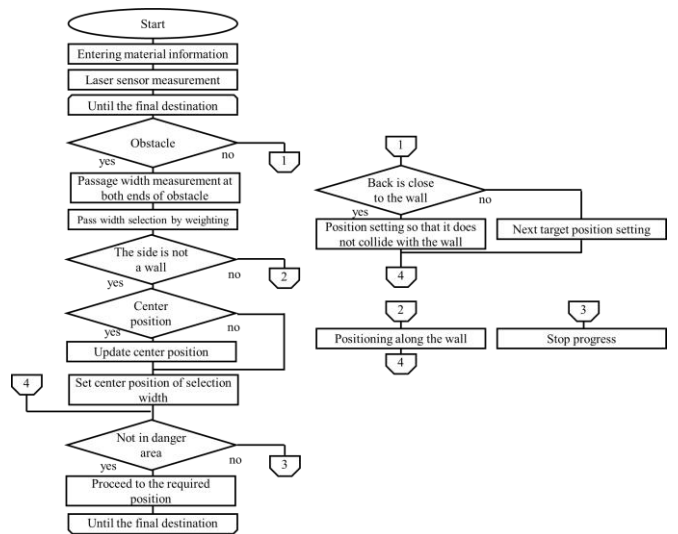 Start
Entering material information
Laser sensor measurement
Until the final destination
Obstacle
yes
no
1
Passage width measurement at
both ends of obstacle
Pass width selection by weighting
The side is not
a wall
yes
no
2
Center
position
yes
no
Update center position
4
Set center position of selection
width
Not in danger
area
yes
no
3
Proceed to the required
position
Until the final destination
1
Back is close
to the wall
yes
no
Position setting so that it does
not collide with the wall
Next target position setting
4
2
Positioning along the wall
4
3
Stop progress